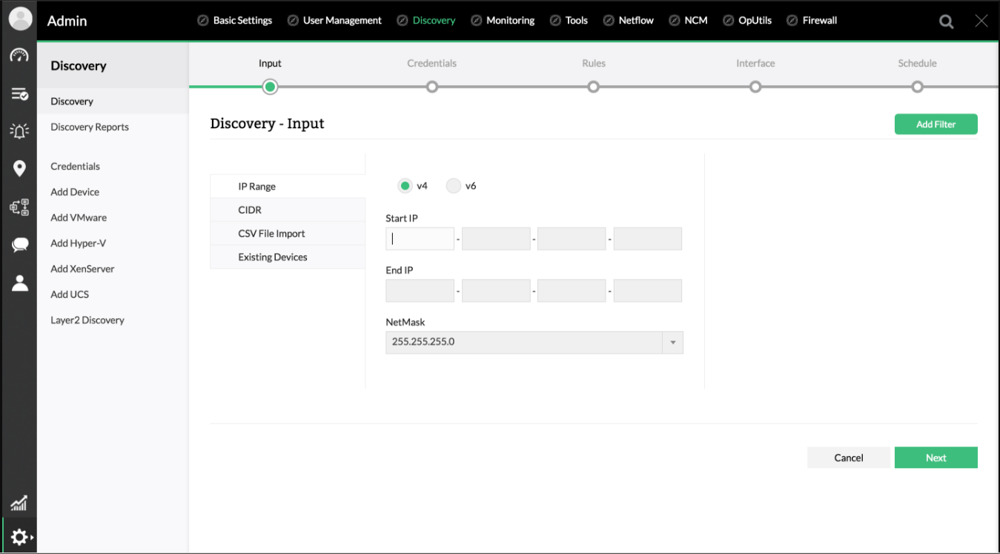 Admin
Basic Settings User Management Discovery Monitoring Tools Netflow NCM OpUtils Firewall
Discovery
Discovery
Discovery Reports
Credentials
Add Device
Add VMware
Add Hyper-V
Add XenServer
Add UCS
Layer2 Discovery
Input Credentials Rules Interface Schedule
Discovery - Input
Add Filter
IP Range
CIDR
CSV File Import
Existing Devices
v4 v6
Start IP
- - -
End IP
- - -
NetMask
255.255.255.0
Cancel Next